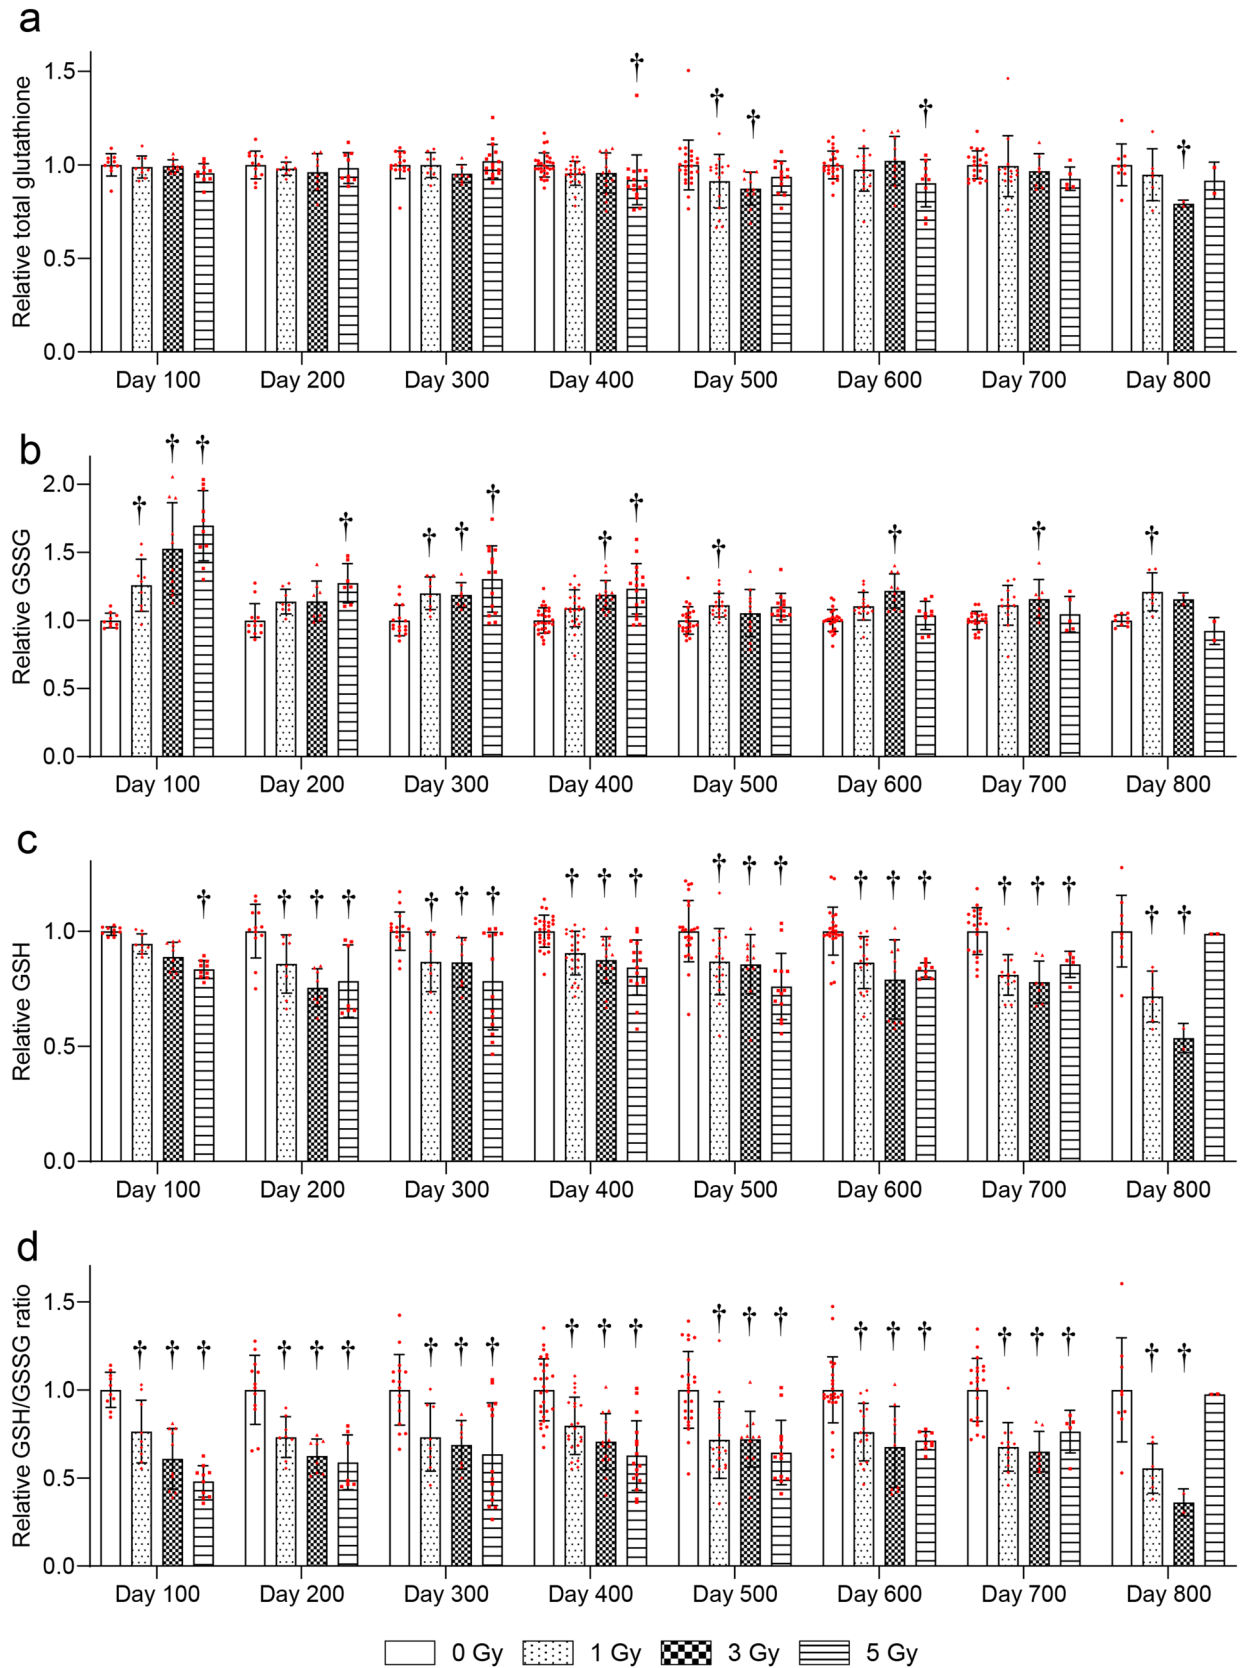 a
Relative total glutathione
1.5
†
†
†
†
†
1.0
0.5
0.0
Day 100 Day 200 Day 300 Day 400 Day 500 Day 600 Day 700 Day 800
b
Relative GSSG
† † †
2.0
† † † † † † † † † †
1.5
1.0
0.5
0.0
Day 100 Day 200 Day 300 Day 400 Day 500 Day 600 Day 700 Day 800
c
Relative GSH
† † † † † † † † † † † † † † † † † † † † †
1.0
0.5
0.0
Day 100 Day 200 Day 300 Day 400 Day 500 Day 600 Day 700 Day 800
d
Relative GSH/GSSG ratio
1.5
† † † † † † † † † † † † † † † † † † † † † † †
1.0
0.5
0.0
Day 100 Day 200 Day 300 Day 400 Day 500 Day 600 Day 700 Day 800
0 Gy 1 Gy 3 Gy 5 Gy